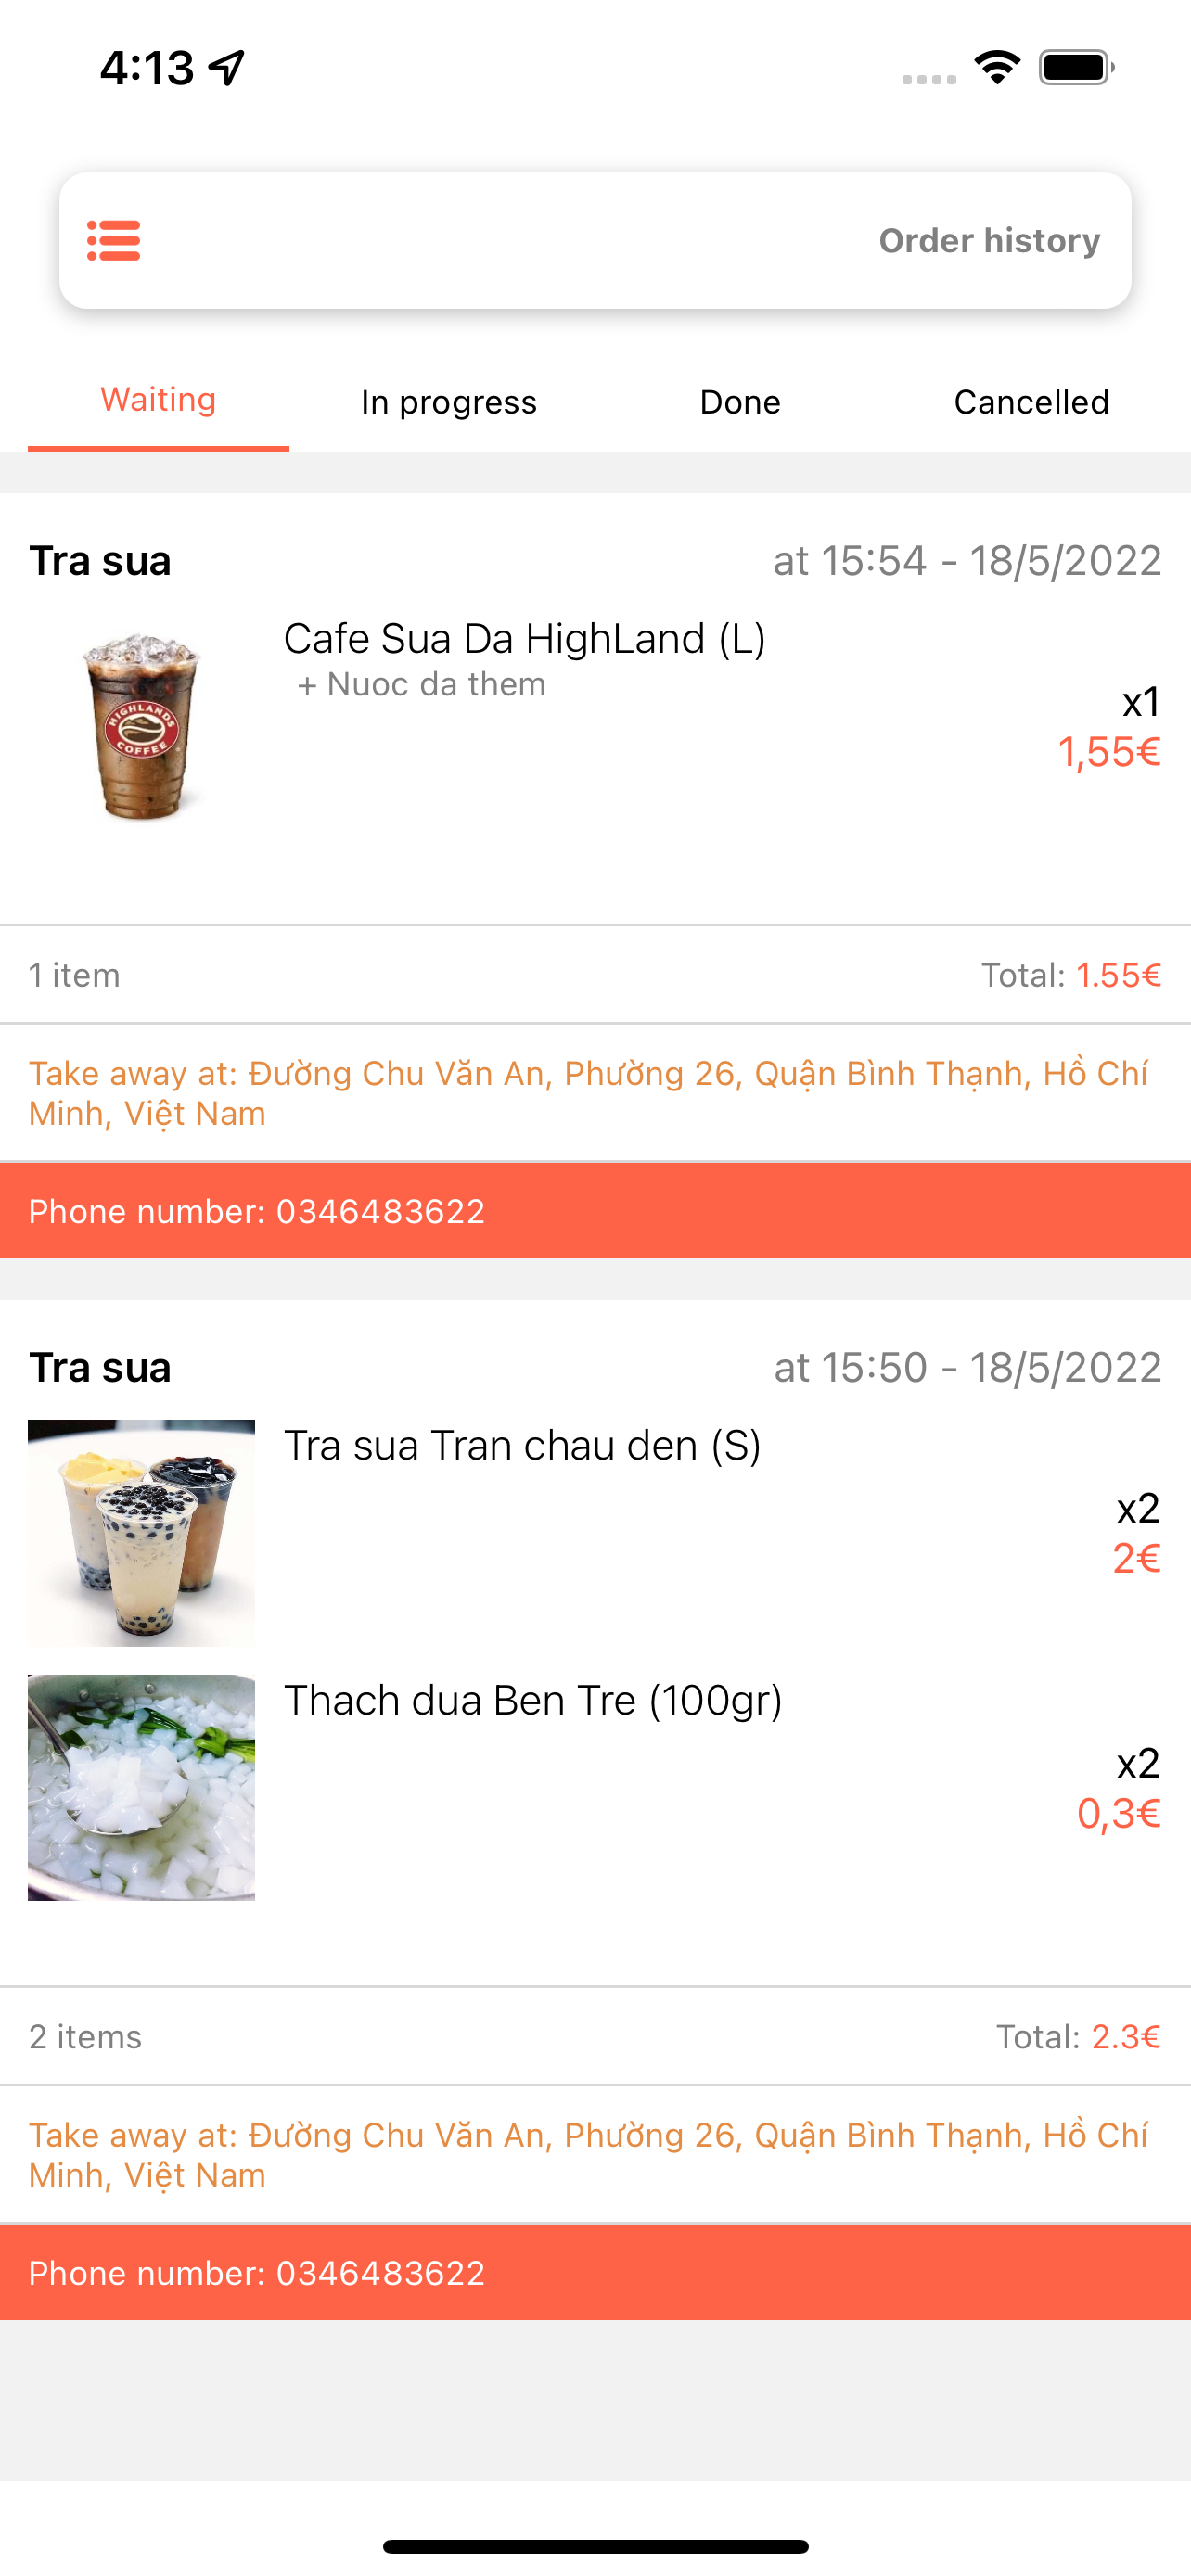 4:13
Order history
Waiting In progress Done Cancelled
Tra sua at 15:54 - 18/5/2022
Cafe Sua Da HighLand (L)
+ Nuoc da them
HIGHLANDS
COFFEE
x1
1,55€
1 item Total: 1.55€
Take away at: Đường Chu Văn An, Phường 26, Quận Bình Thạnh, Hồ Chí
Minh, Việt Nam
Phone number: 0346483622
Tra sua at 15:50 - 18/5/2022
Tra sua Tran chau den (S)
x2
2€
Thach dua Ben Tre (100gr)
x2
0,3€
2 items Total: 2.3€
Take away at: Đường Chu Văn An, Phường 26, Quận Bình Thạnh, Hồ Chí
Minh, Việt Nam
Phone number: 0346483622